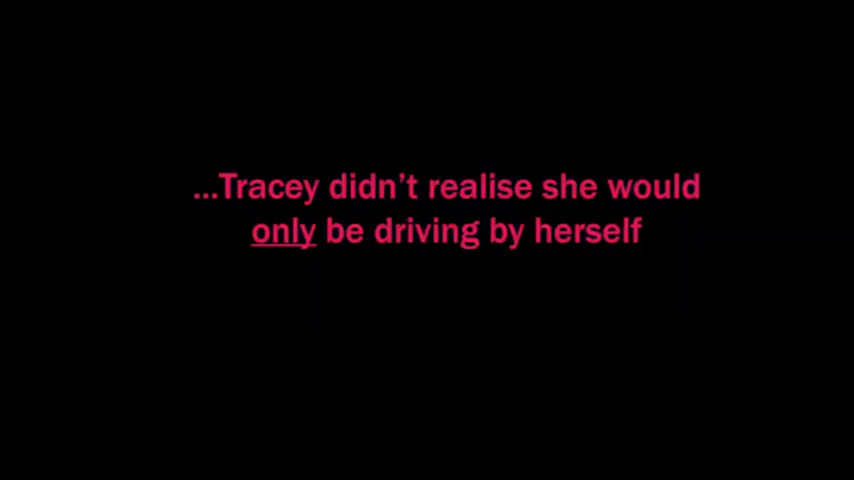 ...Tracey didn't realise she would
only be driving by herself